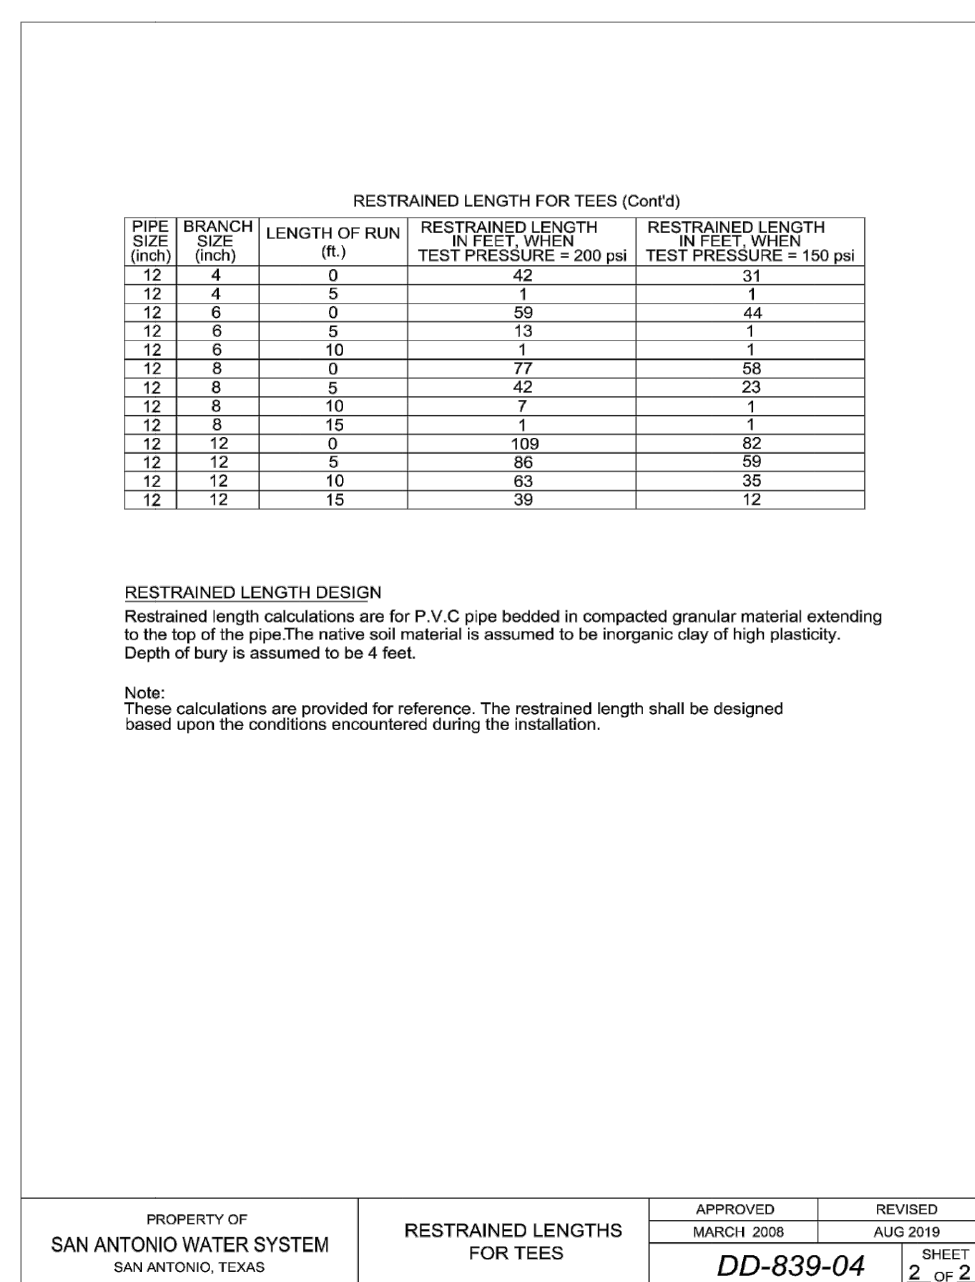 RESTRAINED LENGTH FOR TEES (Cont'd)
PIPE SIZE (inch) BRANCH SIZE (inch) LENGTH OF RUN (ft.) RESTRAINED LENGTH IN FEET, WHEN TEST PRESSURE = 200 psi RESTRAINED LENGTH IN FEET, WHEN TEST PRESSURE = 150 psi
12 4 0 42 31
12 4 5 1 1
12 6 0 59 44
12 6 5 13 1
12 6 10 1 1
12 8 0 77 58
12 8 5 42 23
12 8 10 7 1
12 8 15 1 1
12 12 0 109 82
12 12 5 86 59
12 12 10 63 35
12 12 15 39 12
RESTRAINED LENGTH DESIGN
Restrained length calculations are for P.V.C pipe bedded in compacted granular material extending
to the top of the pipe.The native soil material is assumed to be inorganic clay of high plasticity.
Depth of bury is assumed to be 4 feet.
Note:
These calculations are provided for reference. The restrained length shall be designed
based upon the conditions encountered during the installation.
PROPERTY OF
SAN ANTONIO WATER SYSTEM
SAN ANTONIO, TEXAS
RESTRAINED LENGTHS
FOR TEES
APPROVED REVISED
MARCH 2008 AUG 2019
DD-839-04
SHEET
2 OF 2